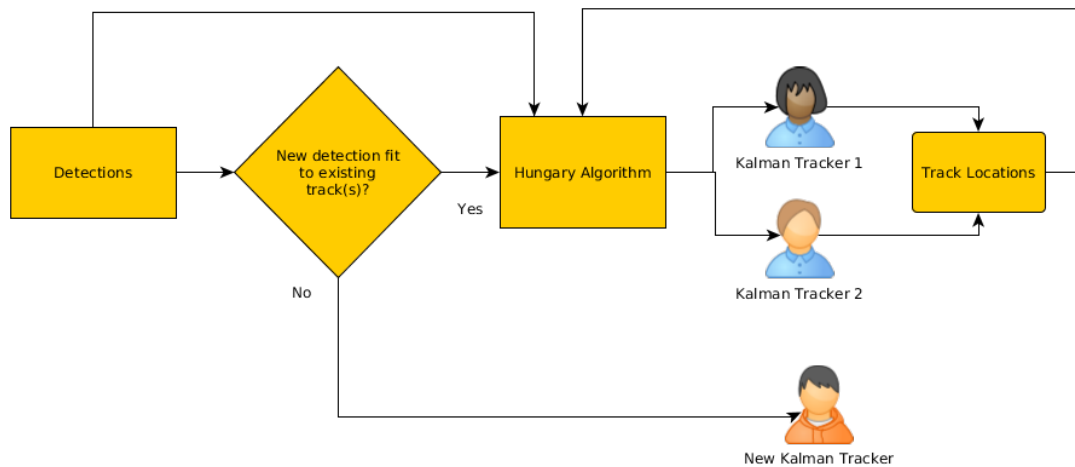 Detections
New detection fit
to existing
track(s)?
Yes
No
Hungary Algorithm
Kalman Tracker 1
Kalman Tracker 2
Track Locations
New Kalman Tracker